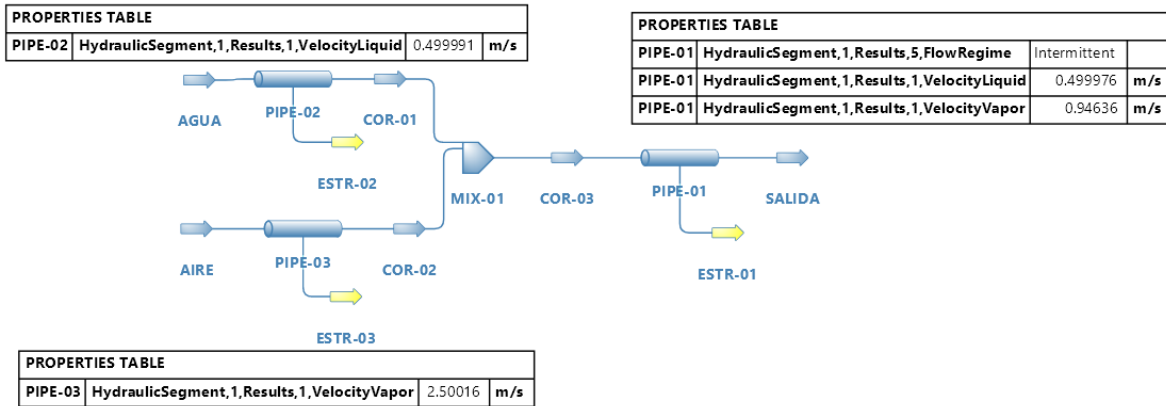 PROPERTIES TABLE
PIPE-02 HydraulicSegment,1,Results,1,VelocityLiquid 0.499991 m/s
PROPERTIES TABLE
PIPE-01 HydraulicSegment,1,Results,5,FlowRegime Intermittent
PIPE-01 HydraulicSegment,1,Results,1,VelocityLiquid 0.499976 m/s
PIPE-01 HydraulicSegment,1,Results,1,VelocityVapor 0.94636 m/s
AGUA PIPE-02 COR-01
ESTR-02
MIX-01 COR-03 PIPE-01 SALIDA
AIRE PIPE-03 COR-02
ESTR-01
ESTR-03
PROPERTIES TABLE
PIPE-03 HydraulicSegment,1,Results,1,VelocityVapor 2.50016 m/s